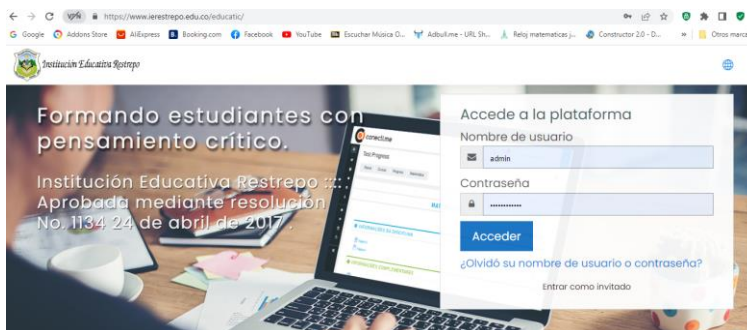 https://www.ierestrepo.edu.co/educatic/
Google
Addons Store
AliExpress
Booking.com
Facebook
YouTube
Escuchar Música D...
Adbull.me - URL Sh...
Reloj matematicas j...
Constructor 2.0 - D...
»
Otros marca
Institución Educativa Restrepo
Formando estudiantes con
pensamiento crítico.
Institución Educativa Restrepo ::::
Aprobada mediante resolución
No. 1134 24 de abril de 2017 .
conecti.me
Accede a la plataforma
Nombre de usuario
admin
Contraseña
••••••••••••
Acceder
¿Olvidó su nombre de usuario o contraseña?
Entrar como invitado